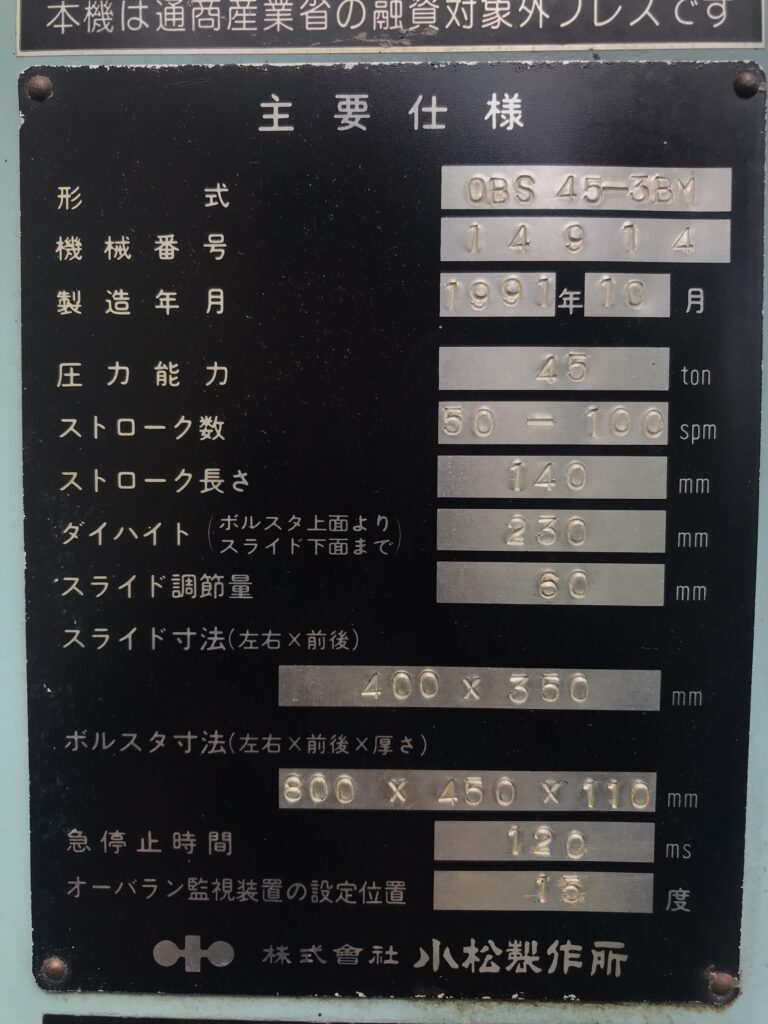 本機は通商産業省の融資対象外プレスです
主要仕様
形式 OBS 45-3BM
機械番号 14914
製造年月 1991年10月
圧力能力 45 ton
ストローク数 50 - 100 spm
ストローク長さ 140 mm
ダイハイト(ボルスタ上面より
スライド下面まで) 230 mm
スライド調節量 60 mm
スライド寸法(左右×前後)
400 x 350 mm
ボルスタ寸法(左右×前後×厚さ)
800 x 450 x 110 mm
急停止時間 120 ms
オーバラン監視装置の設定位置 15 度
株式會社 小松製作所